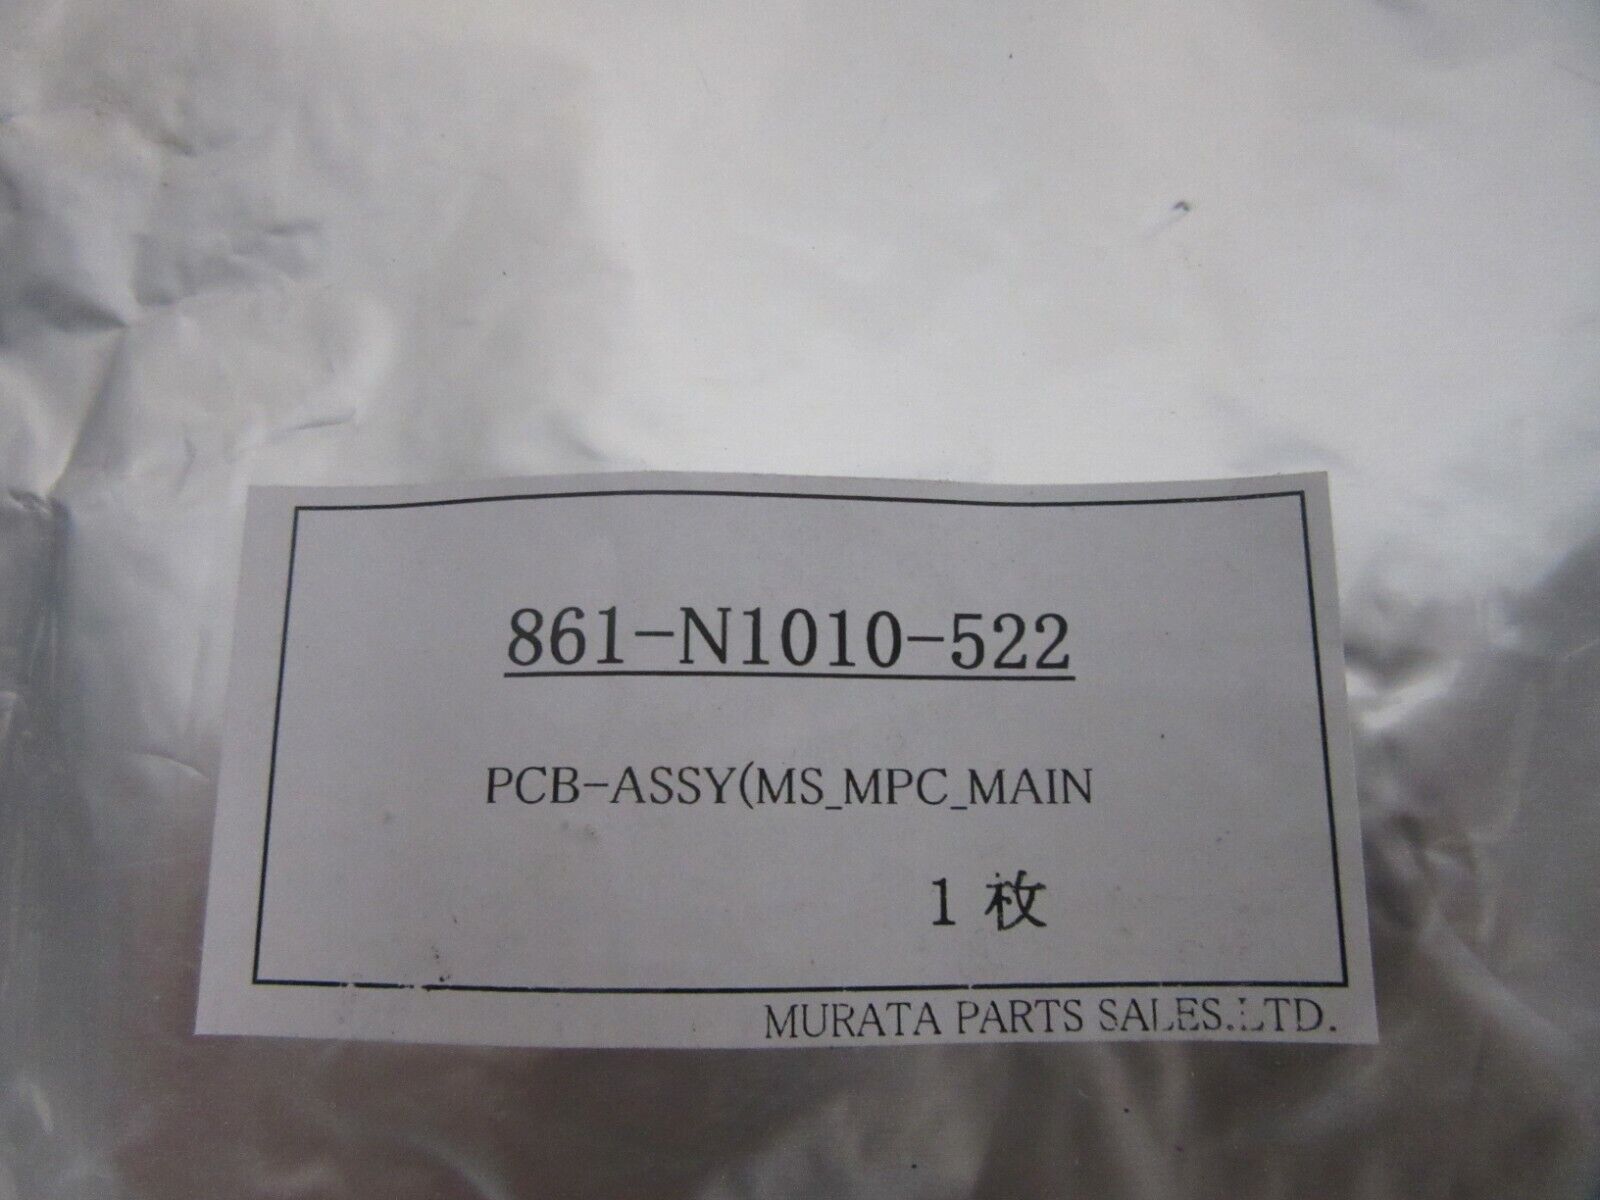 861-N1010-522
PCB-ASSY(MS_MPC_MAIN
1 枚
MURATA PARTS SALES.LTD.